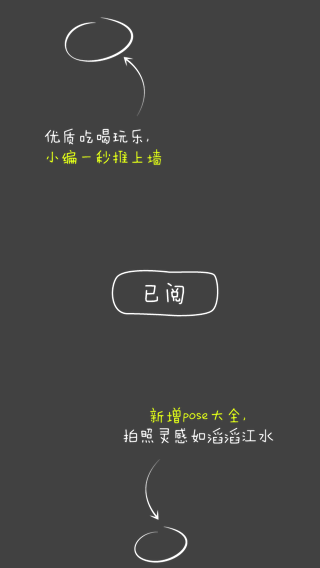 优质吃喝玩乐,
小编一秒推上墙
已阅
新增pose大全,
拍照灵感如滔滔江水